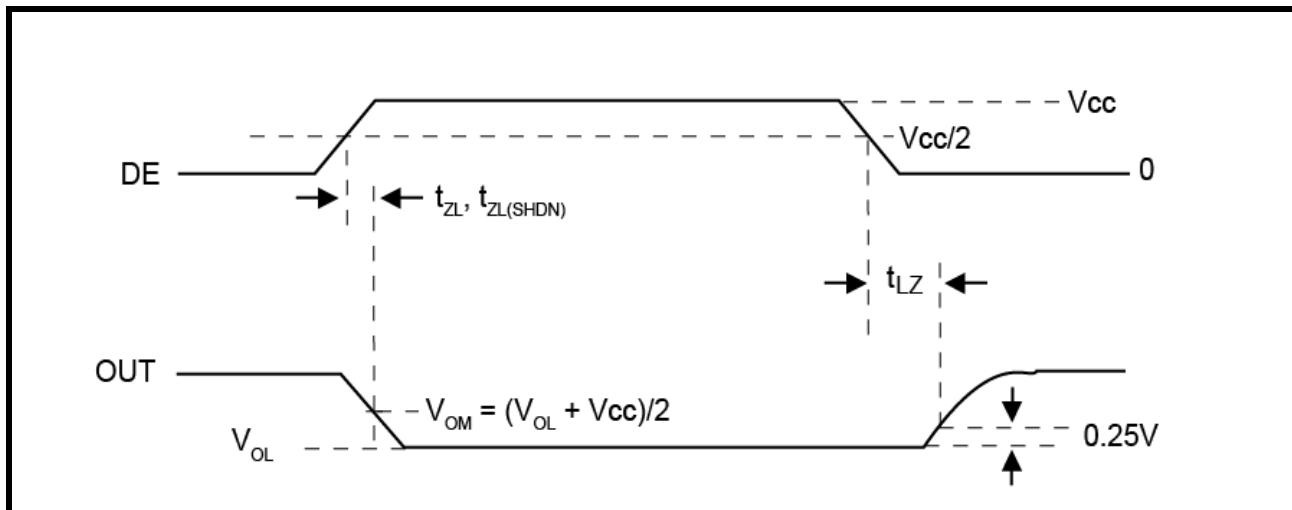 Vcc
Vcc/2
DE
0
tZL, tZL(SHDN)
tLZ
OUT
VOM = (VOL + Vcc)/2
VOL
0.25V